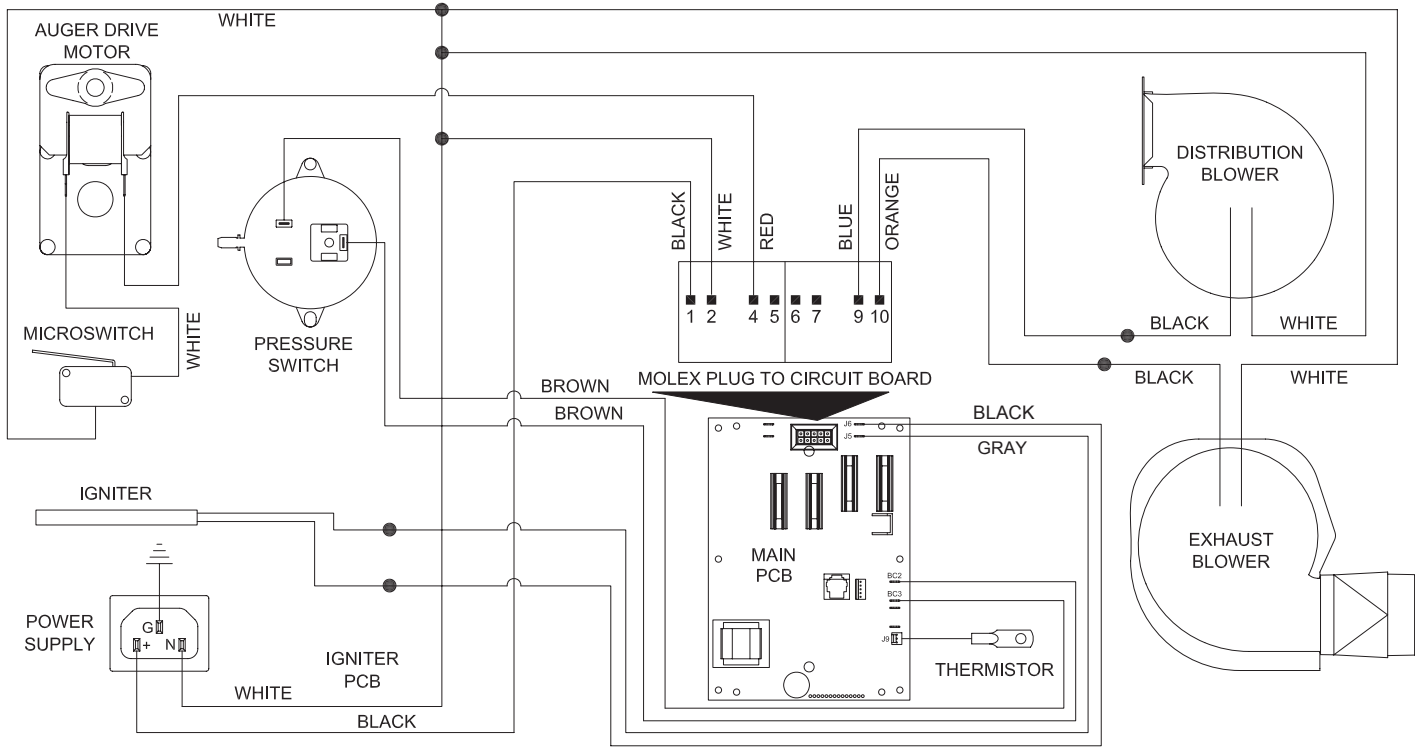 WHITE
AUGER DRIVE
MOTOR
DISTRIBUTION
BLOWER
BLACK
WHITE
RED
BLUE
ORANGE
1 2 4 5 6 7 9 10
MICROSWITCH
WHITE
PRESSURE
SWITCH
BLACK
WHITE
MOLEX PLUG TO CIRCUIT BOARD
BLACK
WHITE
BROWN
BROWN
BLACK
GRAY
J6
J5
IGNITER
EXHAUST
BLOWER
MAIN
PCB
BC2
BC3
J9
THERMISTOR
POWER
SUPPLY
G
+ N
IGNITER
PCB
WHITE
BLACK